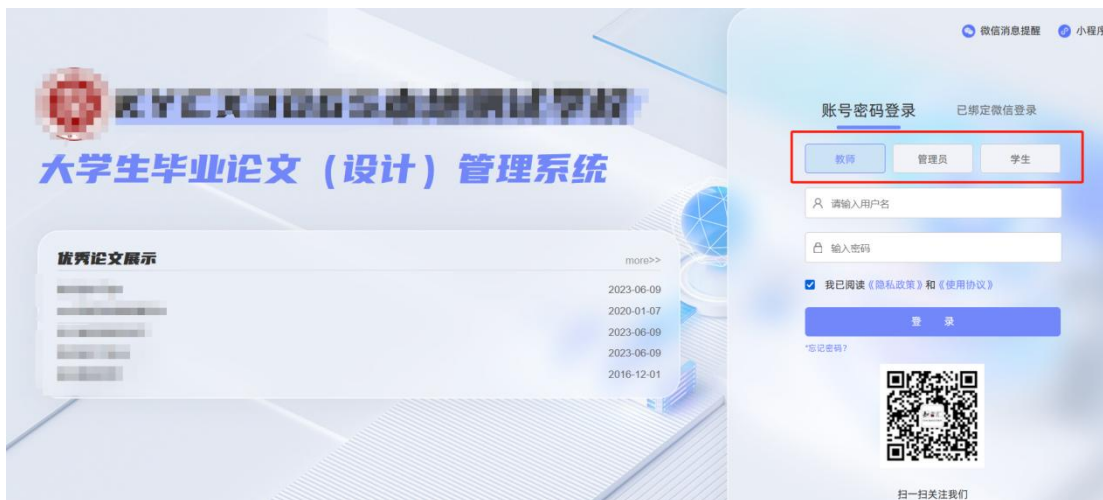 微信消息提醒 小程序
账号密码登录 已绑定微信登录
大学生毕业论文（设计）管理系统
教师 管理员 学生
请输入用户名
优秀论文展示 more>>
输入密码
2023-06-09
我已阅读《隐私政策》和《使用协议》
2020-01-07
登 录
2023-06-09
*忘记密码?
2023-06-09
2016-12-01
扫一扫关注我们